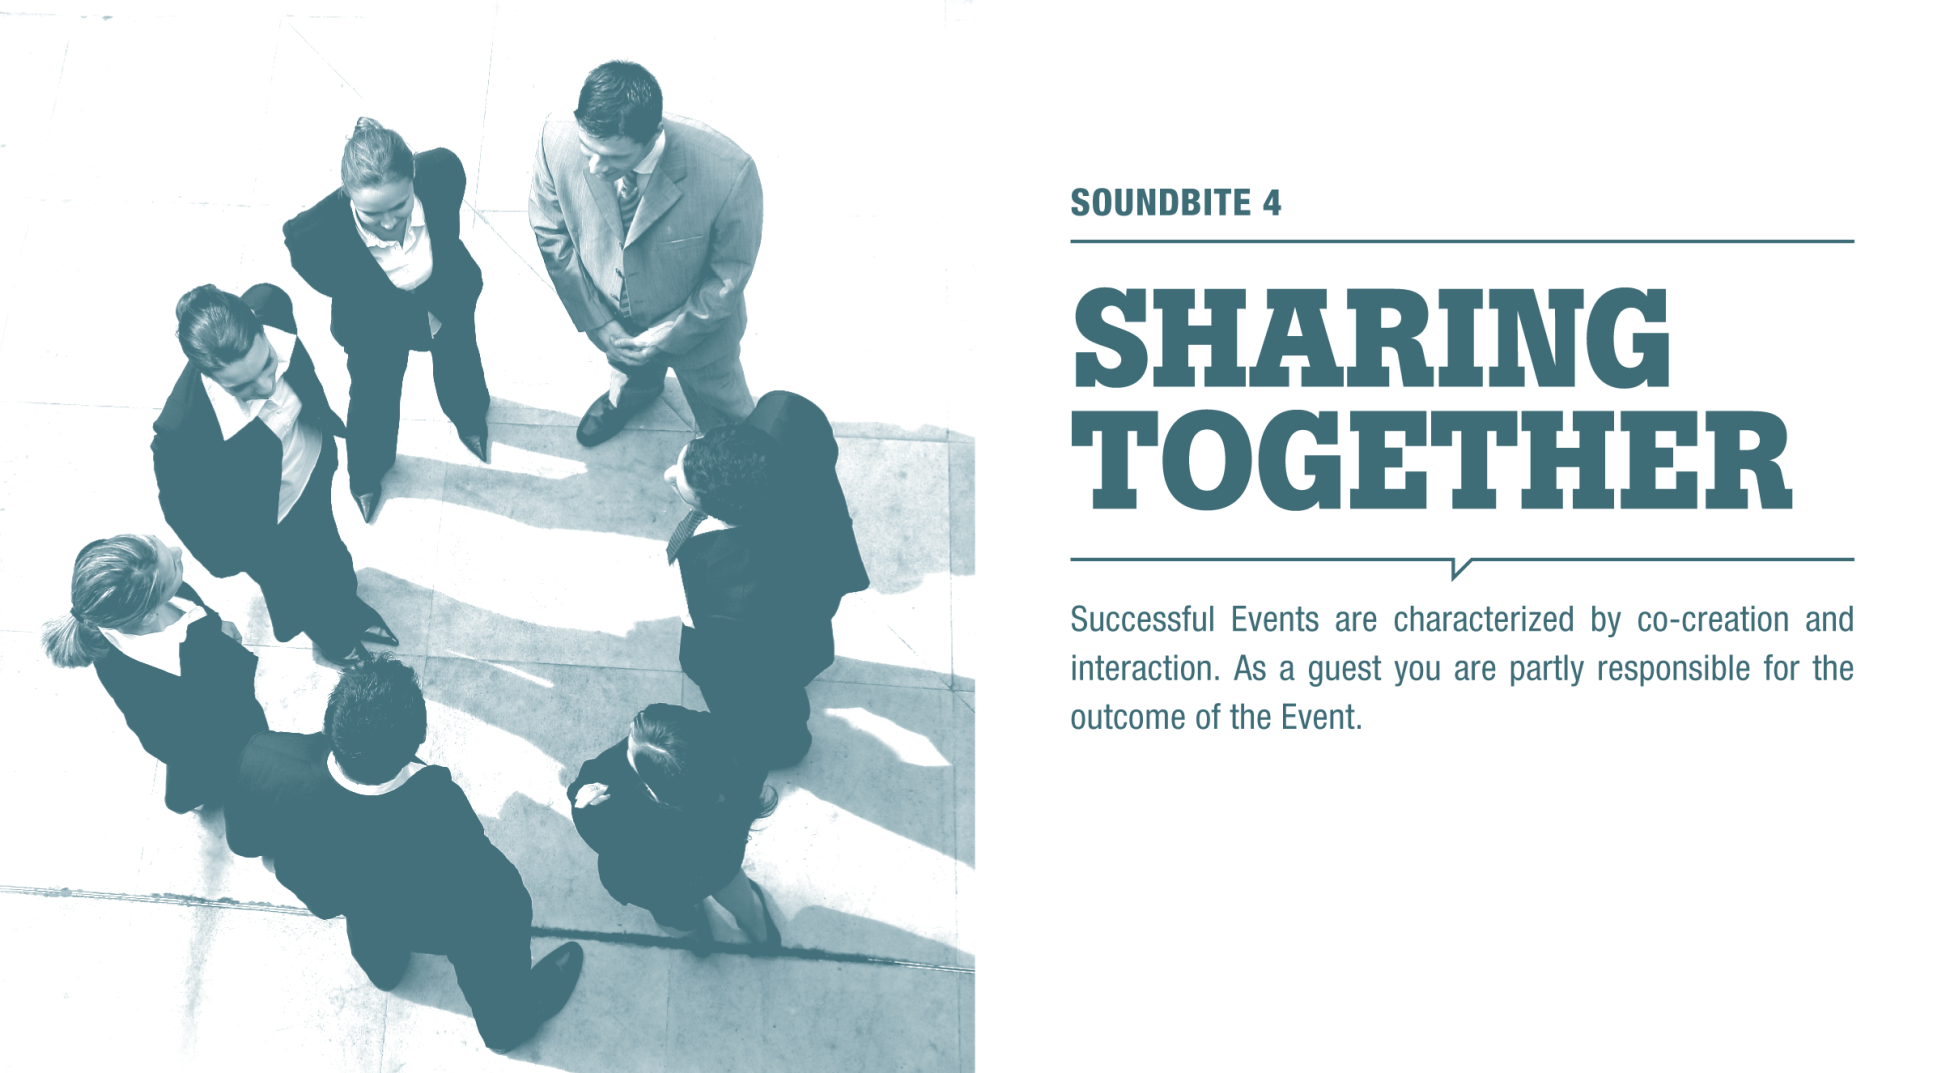 SOUNDBITE 4
SHARING
TOGETHER
Successful Events are characterized by co-creation and
interaction. As a guest you are partly responsible for the
outcome of the Event.